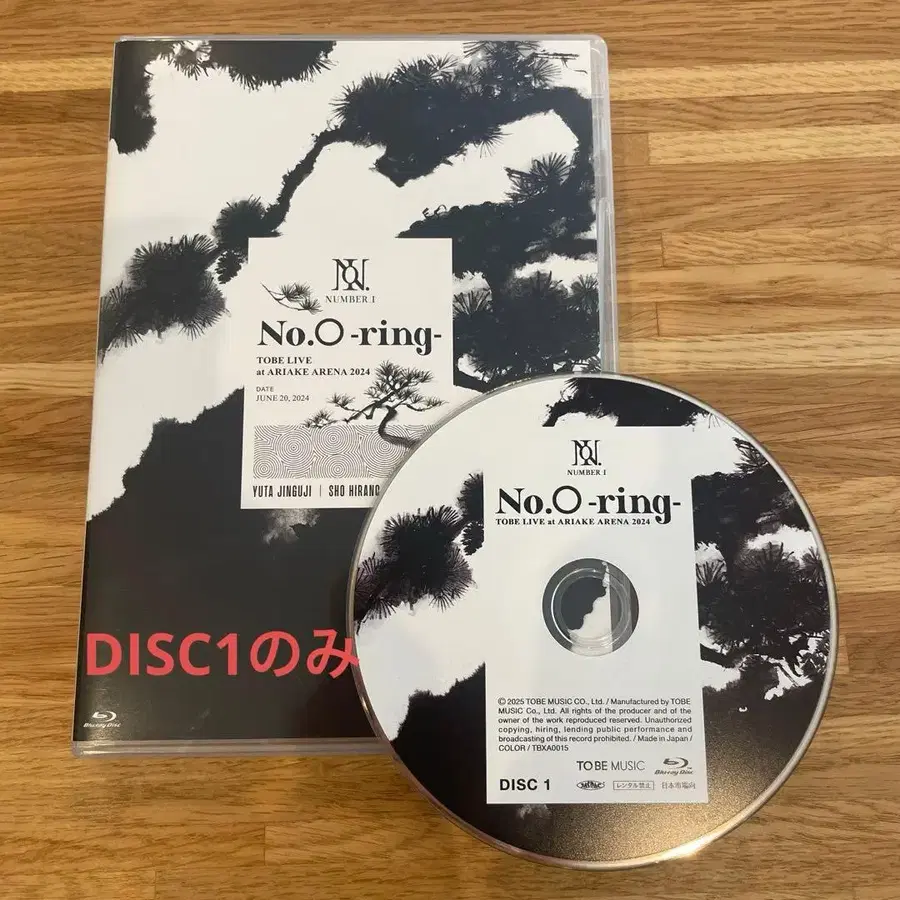 NO.
NUMBER I
No.O -ring-
TOBE LIVE
at ARIAKE ARENA 2024
DATE
JUNE 20, 2024
YUTA JINGUJI | SHO HIRANO
DISC1のみ
Blu-ray Disc
NO.
NUMBER I
No.O -ring-
TOBE LIVE at ARIAKE ARENA 2024
Ⓒ 2025 TOBE MUSIC CO., Ltd. / Manufactured by TOBE
MUSIC Co., Ltd. All rights of the producer and of the
owner of the work reproduced reserved. Unauthorized
copying, hiring, lending public performance and
broadcasting of this record prohibited. / Made in Japan /
COLOR / TBXA0015
TOBE MUSIC
Blu-ray Disc
DISC 1
レンタル禁止
日本市場向